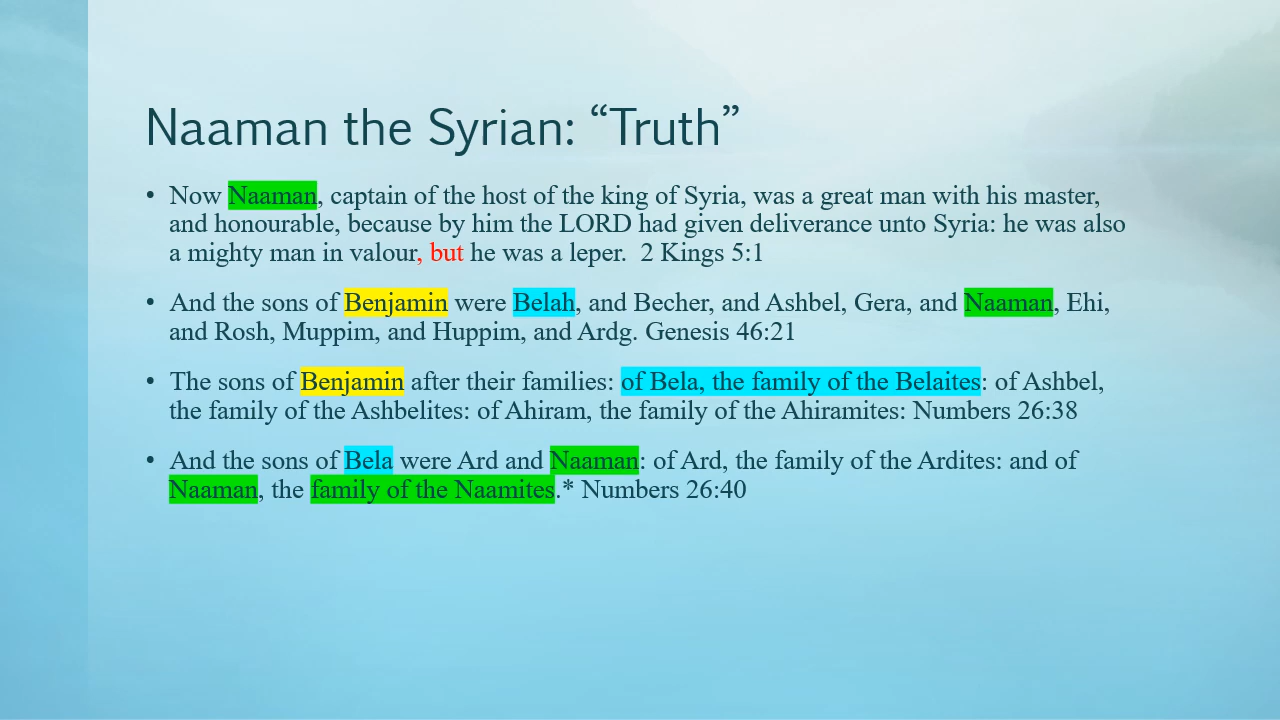 Naaman the Syrian: “Truth”
• Now Naaman, captain of the host of the king of Syria, was a great man with his master,
and honourable, because by him the LORD had given deliverance unto Syria: he was also
a mighty man in valour, but he was a leper.  2 Kings 5:1
• And the sons of Benjamin were Belah, and Becher, and Ashbel, Gera, and Naaman, Ehi,
and Rosh, Muppim, and Huppim, and Ardg. Genesis 46:21
• The sons of Benjamin after their families: of Bela, the family of the Belaites: of Ashbel,
the family of the Ashbelites: of Ahiram, the family of the Ahiramites: Numbers 26:38
• And the sons of Bela were Ard and Naaman: of Ard, the family of the Ardites: and of
Naaman, the family of the Naamites.* Numbers 26:40